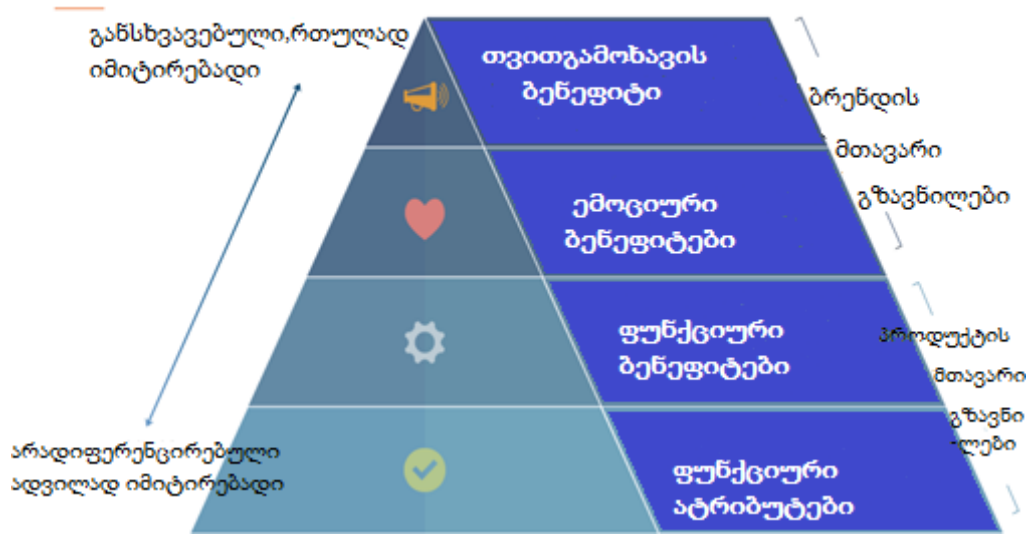 განსხვავებული,რთულად
იმიტირებადი
თვითგამოხავის
ბენეფიტი
ბრენდის
მთავარი
გზავნილები
ემოციური
ბენეფიტები
ფუნქციური
ბენეფიტები
პროდუქტის
მთავარი
გზავნი
-ლები
არადიფერენცირებული
ადვილად იმიტირებადი
ფუნქციური
ატრიბუტები